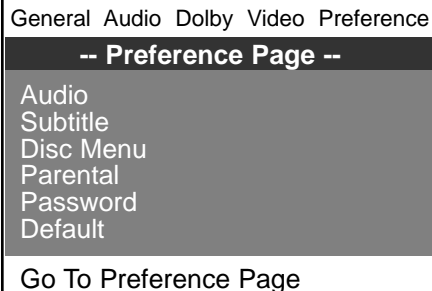 General Audio Dolby Video Preference
-- Preference Page --
Audio
Subtitle
Disc Menu
Parental
Password
Default
Go To Preference Page